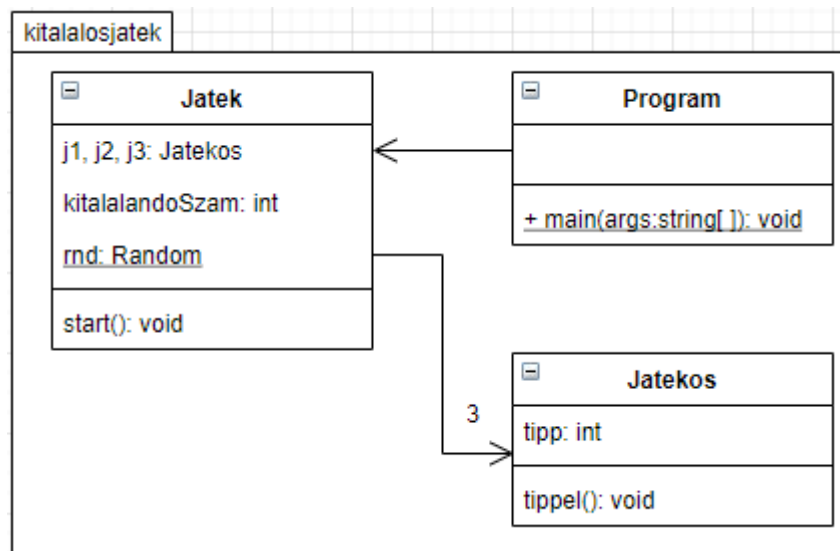 kitalalosjatek
Jatek
j1, j2, j3: Jatekos
kitalalandoSzam: int
rnd: Random
start(): void
Program
+ main(args:string[ ]): void
3
Jatekos
tipp: int
tippel(): void